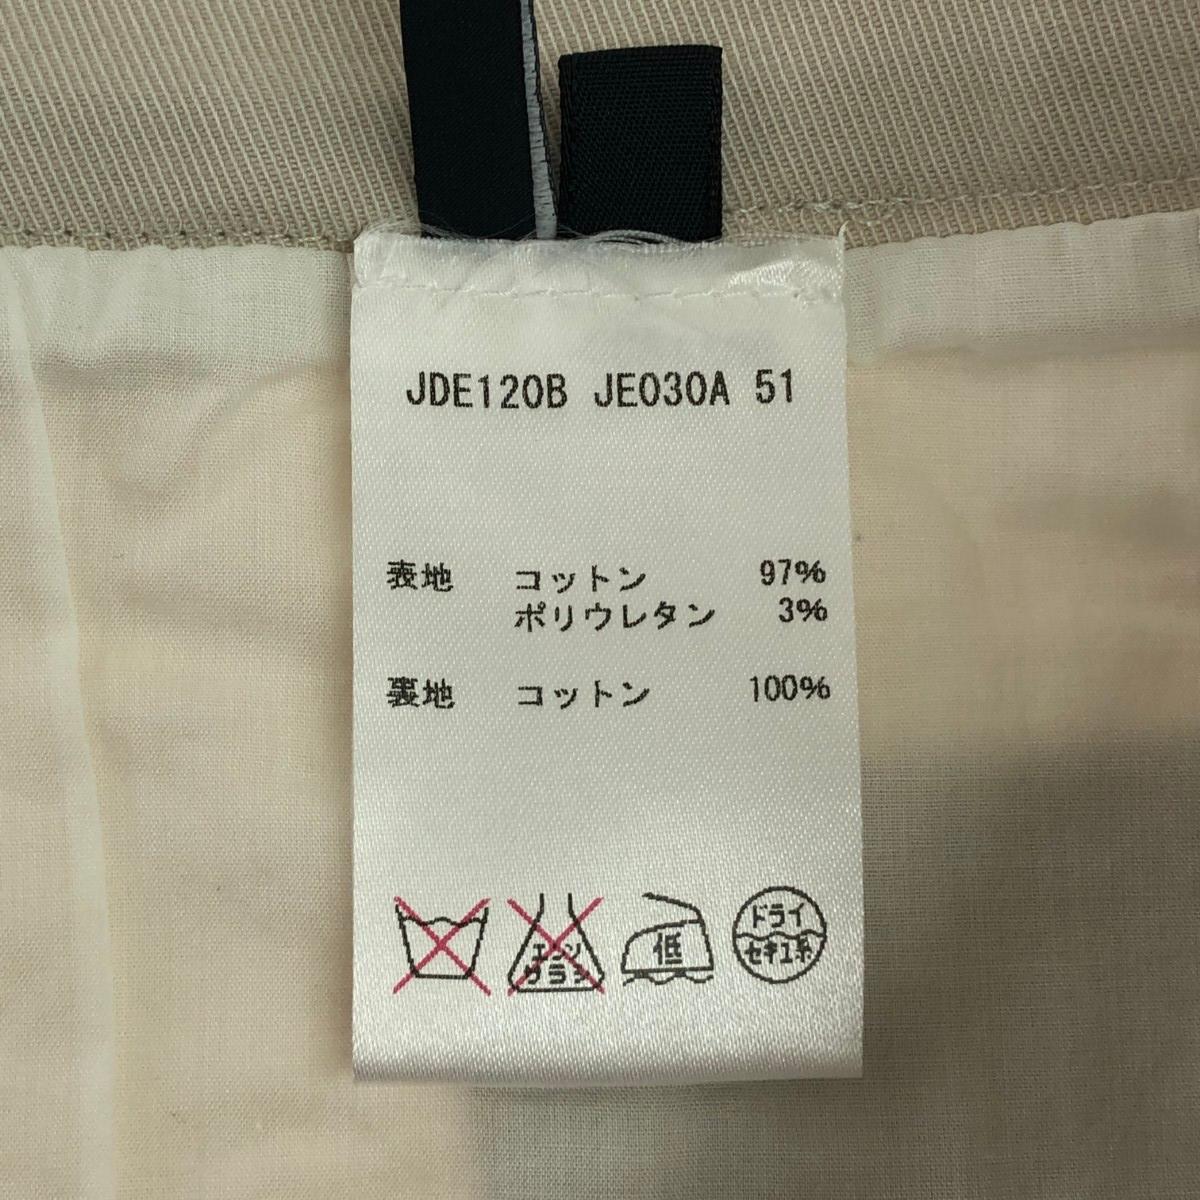 JDE120B JE030A 51
表地 コットン 97%
ポリウレタン 3%
裏地 コットン 100%
エンソ
サラシ
低
ドライ
セキユ系